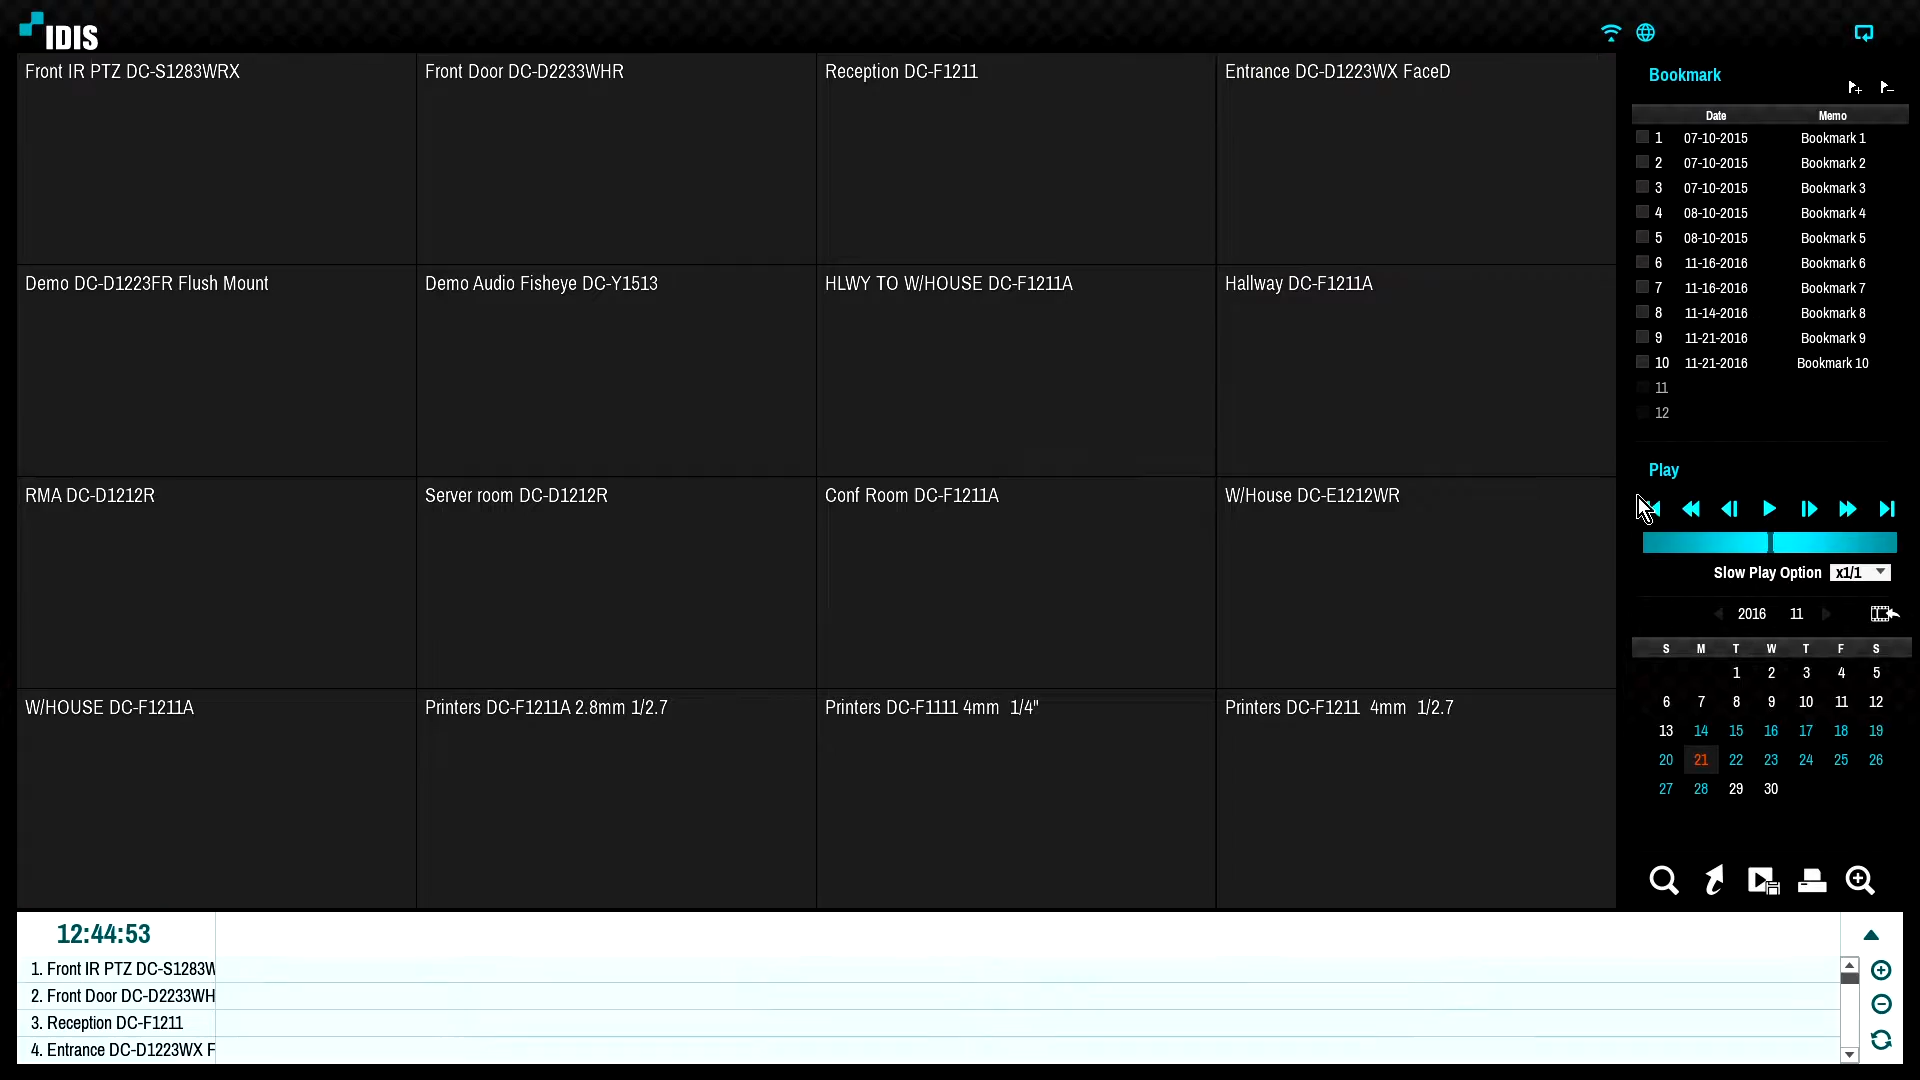 IDIS
Front IR PTZ DC-S1283WRX
Front Door DC-D2233WHR
Reception DC-F1211
Entrance DC-D1223WX FaceD
Demo DC-D1223FR Flush Mount
Demo Audio Fisheye DC-Y1513
HLWY TO W/HOUSE DC-F1211A
Hallway DC-F1211A
RMA DC-D1212R
Server room DC-D1212R
Conf Room DC-F1211A
W/House DC-E1212WR
W/HOUSE DC-F1211A
Printers DC-F1211A 2.8mm 1/2.7
Printers DC-F1111 4mm 1/4"
Printers DC-F1211 4mm 1/2.7
Bookmark
Date Memo
1 07-10-2015 Bookmark 1
2 07-10-2015 Bookmark 2
3 07-10-2015 Bookmark 3
4 08-10-2015 Bookmark 4
5 08-10-2015 Bookmark 5
6 11-16-2016 Bookmark 6
7 11-16-2016 Bookmark 7
8 11-14-2016 Bookmark 8
9 11-21-2016 Bookmark 9
10 11-21-2016 Bookmark 10
11
12
Play
Slow Play Option x1/1
2016 11
S M T W T F S
1 2 3 4 5
6 7 8 9 10 11 12
13 14 15 16 17 18 19
20 21 22 23 24 25 26
27 28 29 30
12:44:53
1. Front IR PTZ DC-S1283W
2. Front Door DC-D2233WH
3. Reception DC-F1211
4. Entrance DC-D1223WX F